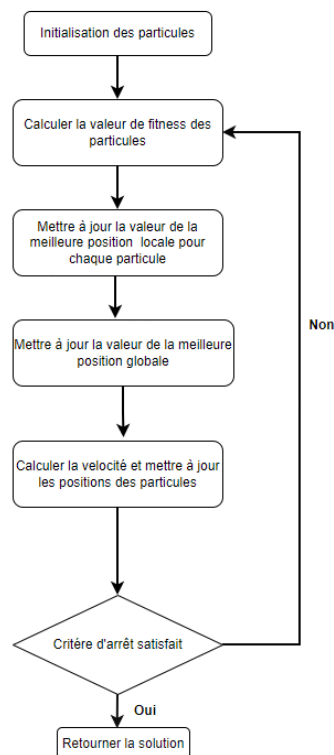 Initialisation des particules
Calculer la valeur de fitness des
particules
Mettre à jour la valeur de la
meilleure position locale pour
chaque particule
Non
Mettre à jour la valeur de la meilleure
position globale
Calculer la velocité et mettre à jour
les positions des particules
Critére d'arrêt satisfait
Oui
Retourner la solution